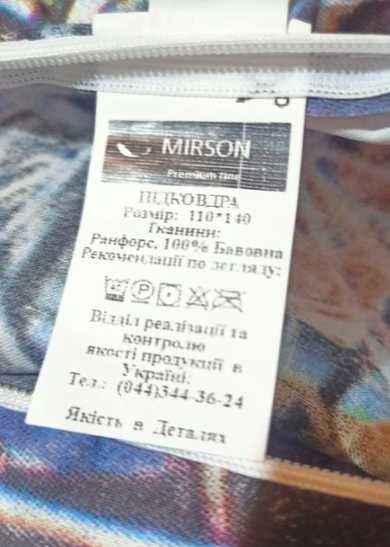 MIRSON
Premium line
ПІДКОВДРА
Розмір: 110*140
Тканини:
Ранфорс, 100% Бавовна
Рекомендації по догляду:
Відділ реалізації та
контролю
якості продукції в
Україні:
Тел.: (044)344-36-24
Якість в Деталях